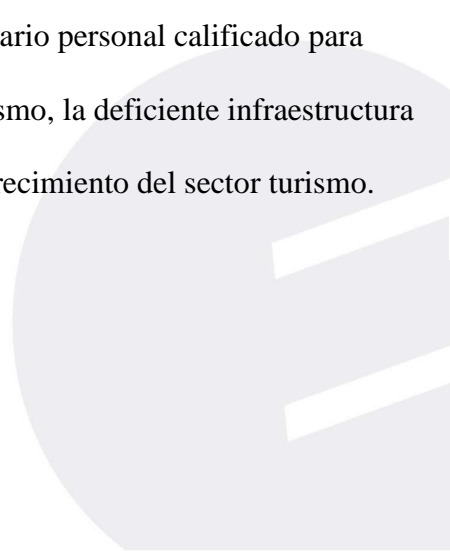 ario personal calificado para
smo, la deficiente infraestructura
recimiento del sector turismo.